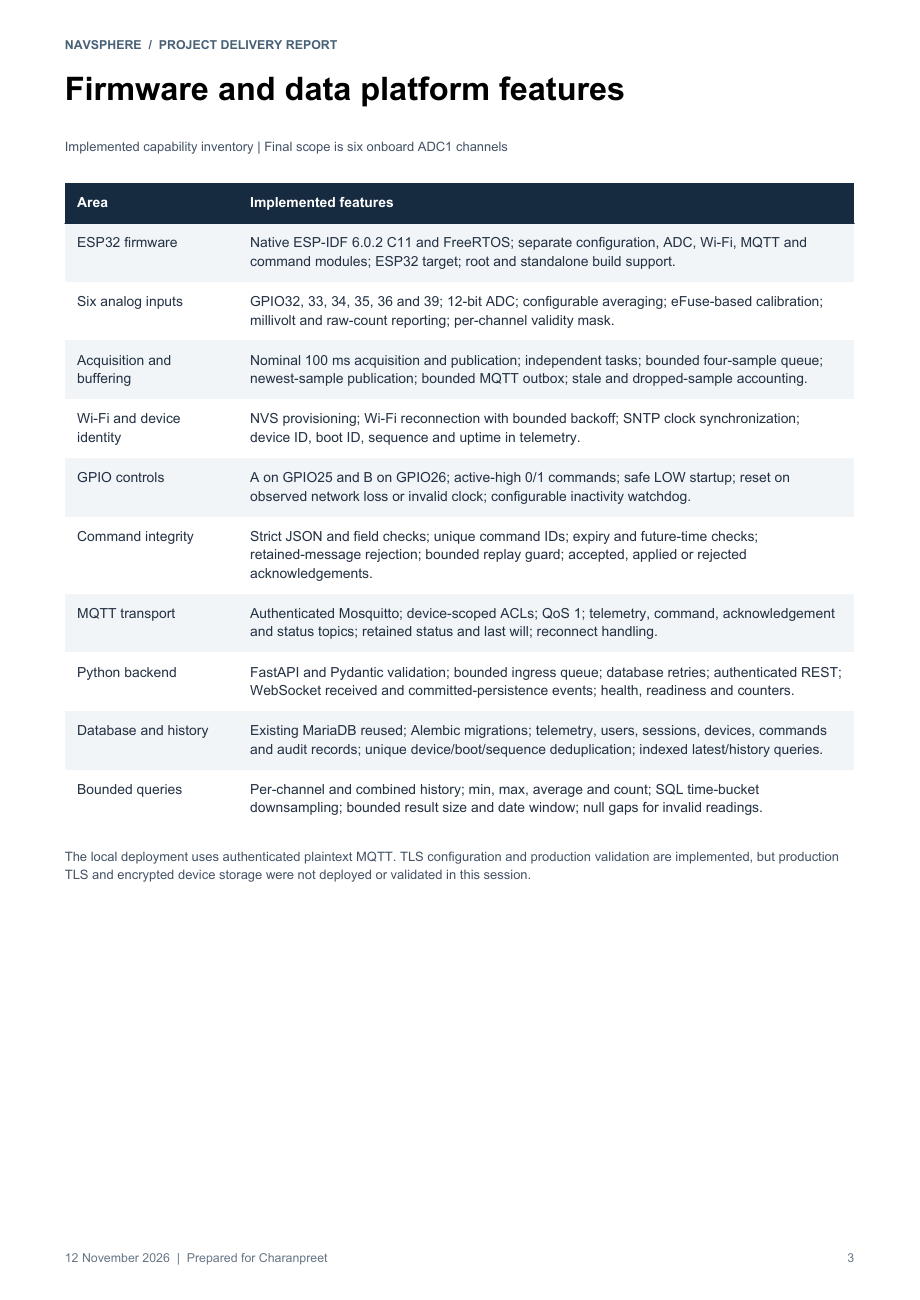 NAVSPHERE / PROJECT DELIVERY REPORT
Firmware and data platform features
Implemented capability inventory | Final scope is six onboard ADC1 channels
Area Implemented features
ESP32 firmware Native ESP-IDF 6.0.2 C11 and FreeRTOS; separate configuration, ADC, Wi-Fi, MQTT and
command modules; ESP32 target; root and standalone build support.
Six analog inputs GPIO32, 33, 34, 35, 36 and 39; 12-bit ADC; configurable averaging; eFuse-based calibration;
millivolt and raw-count reporting; per-channel validity mask.
Acquisition and Nominal 100 ms acquisition and publication; independent tasks; bounded four-sample queue;
buffering newest-sample publication; bounded MQTT outbox; stale and dropped-sample accounting.
Wi-Fi and device NVS provisioning; Wi-Fi reconnection with bounded backoff; SNTP clock synchronization;
identity device ID, boot ID, sequence and uptime in telemetry.
GPIO controls A on GPIO25 and B on GPIO26; active-high 0/1 commands; safe LOW startup; reset on
observed network loss or invalid clock; configurable inactivity watchdog.
Command integrity Strict JSON and field checks; unique command IDs; expiry and future-time checks;
retained-message rejection; bounded replay guard; accepted, applied or rejected
acknowledgements.
MQTT transport Authenticated Mosquitto; device-scoped ACLs; QoS 1; telemetry, command, acknowledgement
and status topics; retained status and last will; reconnect handling.
Python backend FastAPI and Pydantic validation; bounded ingress queue; database retries; authenticated REST;
WebSocket received and committed-persistence events; health, readiness and counters.
Database and history Existing MariaDB reused; Alembic migrations; telemetry, users, sessions, devices, commands
and audit records; unique device/boot/sequence deduplication; indexed latest/history queries.
Bounded queries Per-channel and combined history; min, max, average and count; SQL time-bucket
downsampling; bounded result size and date window; null gaps for invalid readings.
The local deployment uses authenticated plaintext MQTT. TLS configuration and production validation are implemented, but production
TLS and encrypted device storage were not deployed or validated in this session.
12 November 2026 | Prepared for Charanpreet 3